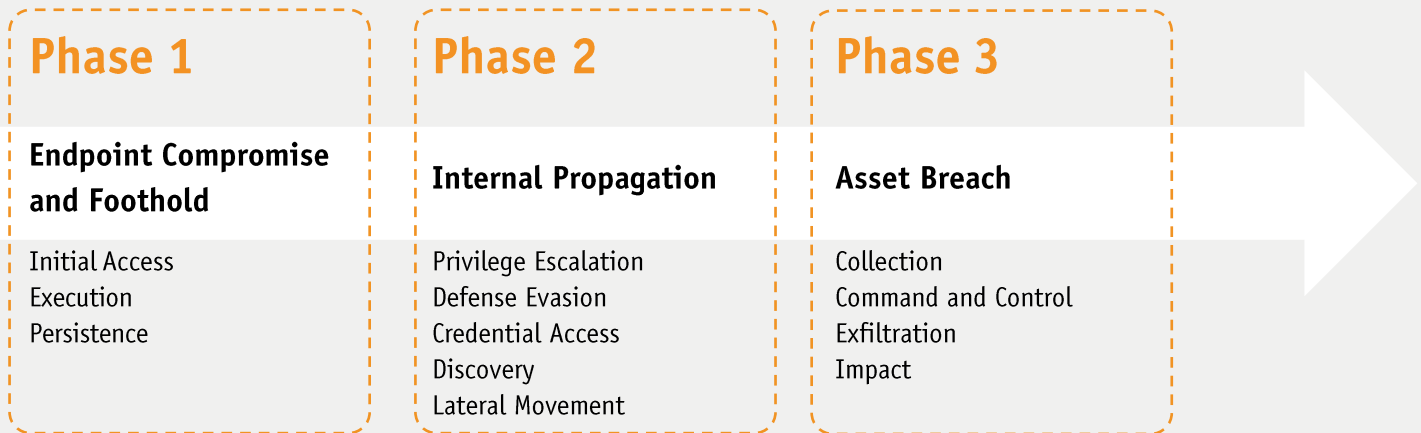 Phase 1
Endpoint Compromise
and Foothold
Initial Access
Execution
Persistence
Phase 2
Internal Propagation
Privilege Escalation
Defense Evasion
Credential Access
Discovery
Lateral Movement
Phase 3
Asset Breach
Collection
Command and Control
Exfiltration
Impact